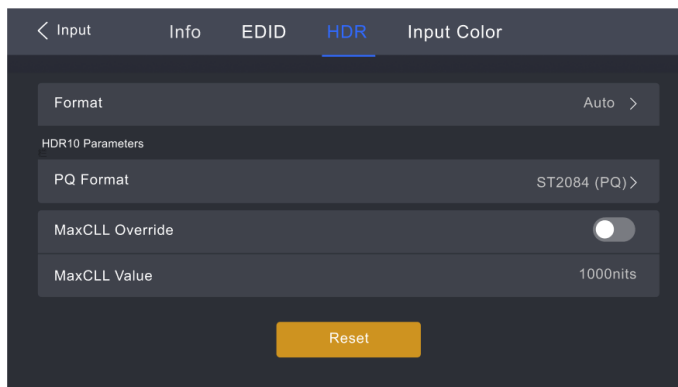 Input Info EDID HDR Input Color
Format Auto
HDR10 Parameters
PQ Format ST2084 (PQ)
MaxCLL Override
MaxCLL Value 1000nits
Reset